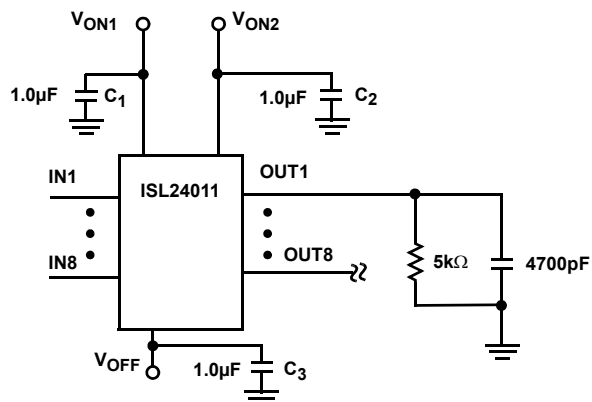 VON1
VON2
1.0µF
C1
1.0µF
C2
IN1
ISL24011
OUT1
IN8
OUT8
5kΩ
4700pF
VOFF
1.0µF
C3